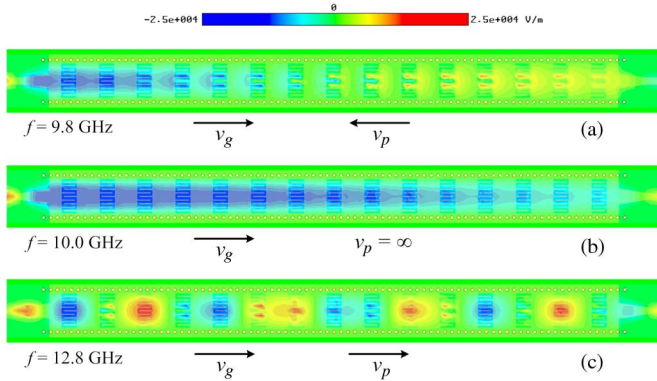 0
-2.5e+004 2.5e+004 V/m
f = 9.8 GHz v_g v_p (a)
f = 10.0 GHz v_g v_p = ∞ (b)
f = 12.8 GHz v_g v_p (c)